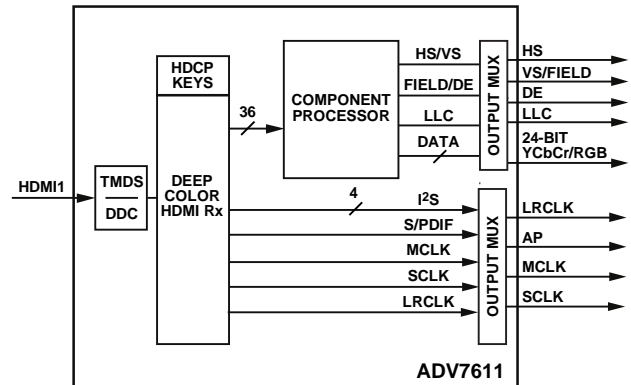 HDCP
KEYS
36
COMPONENT
PROCESSOR
HS/VS
FIELD/DE
LLC
DATA
OUTPUT MUX
HS
VS/FIELD
DE
LLC
24-BIT
YCbCr/RGB
HDMI1
TMDS
DDC
DEEP
COLOR
HDMI Rx
4
I²S
S/PDIF
MCLK
SCLK
LRCLK
OUTPUT MUX
LRCLK
AP
MCLK
SCLK
ADV7611